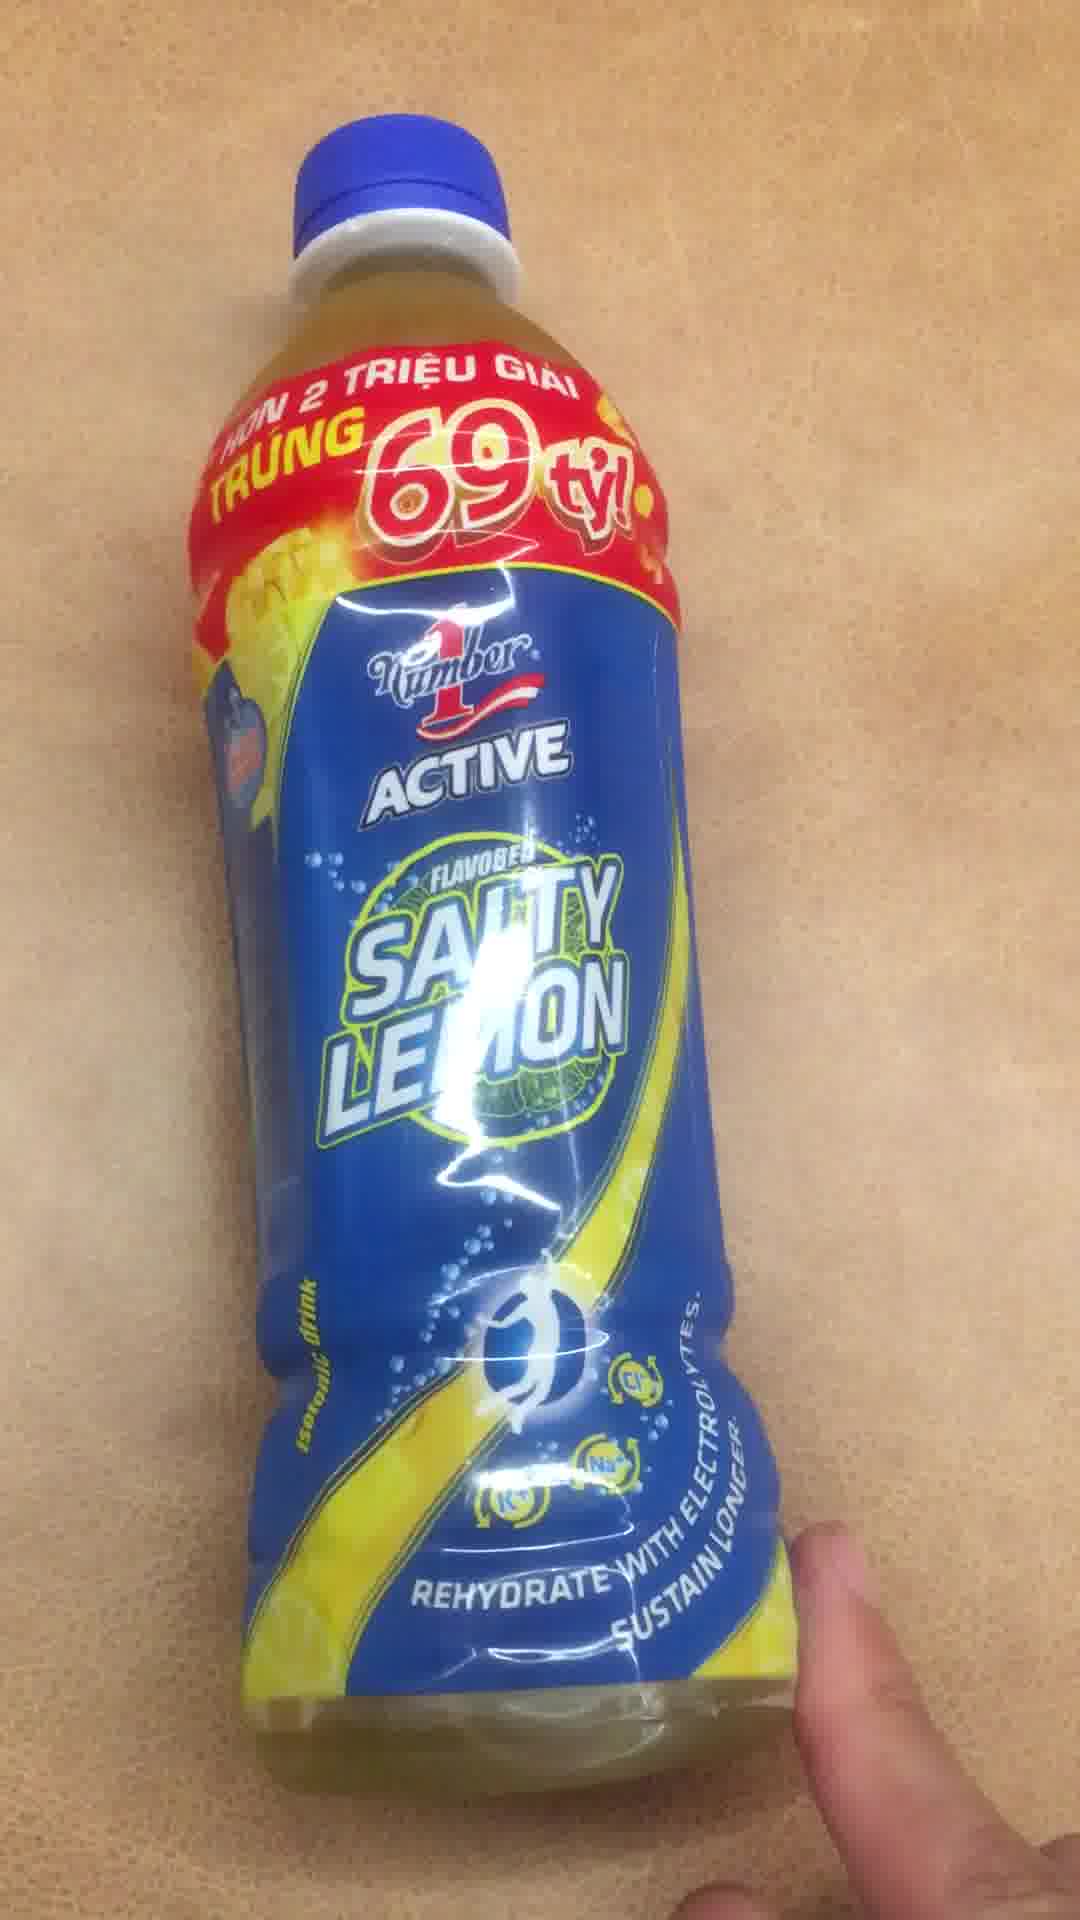 HƠN 2 TRIỆU GIẢI
TRÚNG 69 tỷ!
Number 1
ACTIVE
FLAVORED
SALTY
LEMON
Isotonic drink
Cl-
Na+
K+
REHYDRATE WITH ELECTROLYTES.
SUSTAIN LONGER.